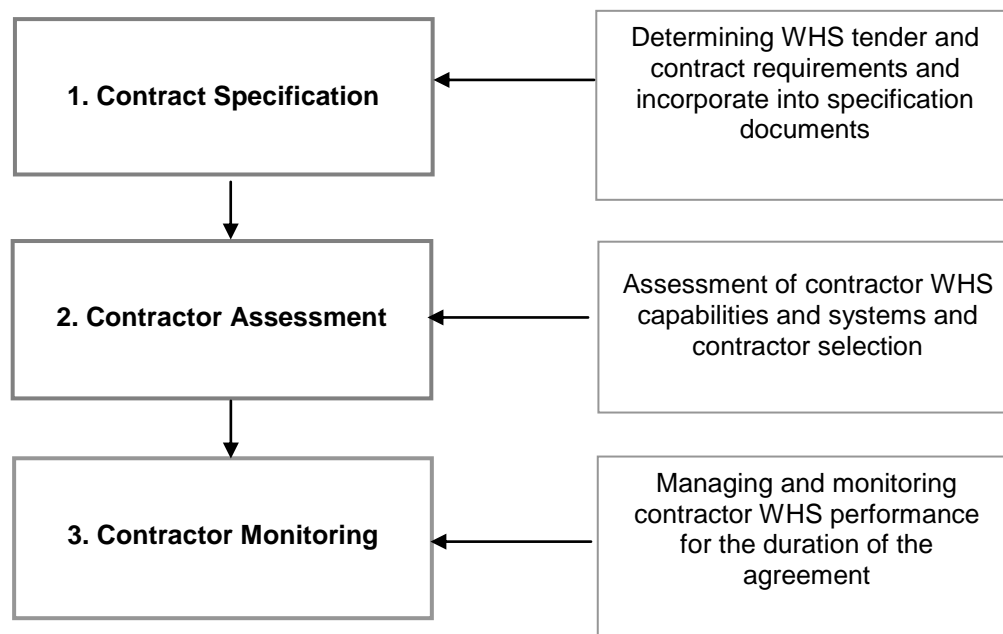 1. Contract Specification
Determining WHS tender and
contract requirements and
incorporate into specification
documents
2. Contractor Assessment
Assessment of contractor WHS
capabilities and systems and
contractor selection
3. Contractor Monitoring
Managing and monitoring
contractor WHS performance
for the duration of the
agreement